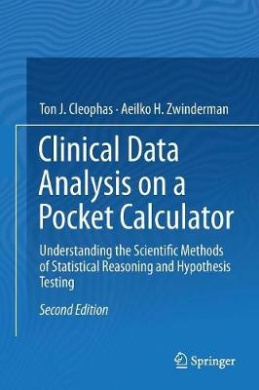 Ton J. Cleophas · Aeilko H. Zwinderman
Clinical Data
Analysis on a
Pocket Calculator
Understanding the Scientific Methods
of Statistical Reasoning and Hypothesis
Testing
Second Edition
Springer